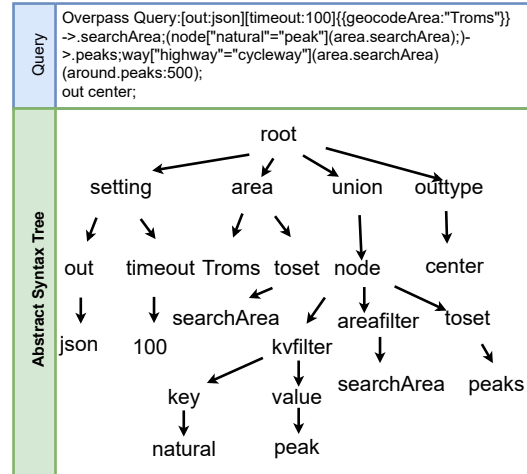 Query
Overpass Query:[out:json][timeout:100]{{geocodeArea:"Troms"}}
->.searchArea;(node["natural"="peak"](area.searchArea);)-
>.peaks;way["highway"="cycleway"](area.searchArea)
(around.peaks:500);
out center;
Abstract Syntax Tree
root
setting area union outtype
out timeout Troms toset node center
searchArea areafilter toset
json 100 kvfilter
searchArea peaks
key value
natural peak